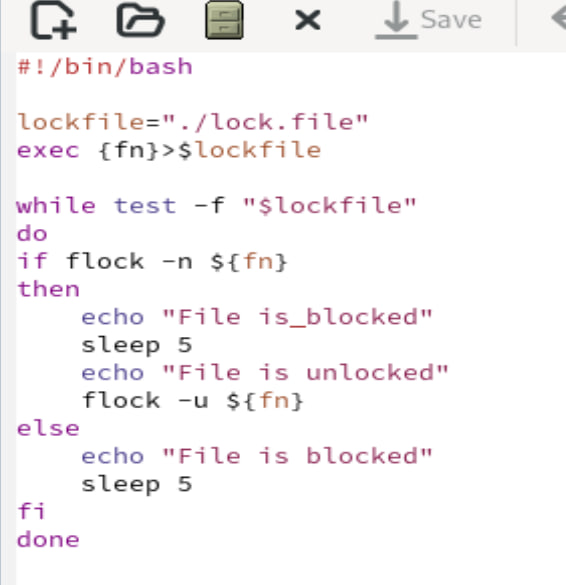 Save
#!/bin/bash
lockfile="./lock.file"
exec {fn}>$lockfile
while test -f "$lockfile"
do
if flock -n ${fn}
then
    echo "File is_blocked"
    sleep 5
    echo "File is unlocked"
    flock -u ${fn}
else
    echo "File is blocked"
    sleep 5
fi
done